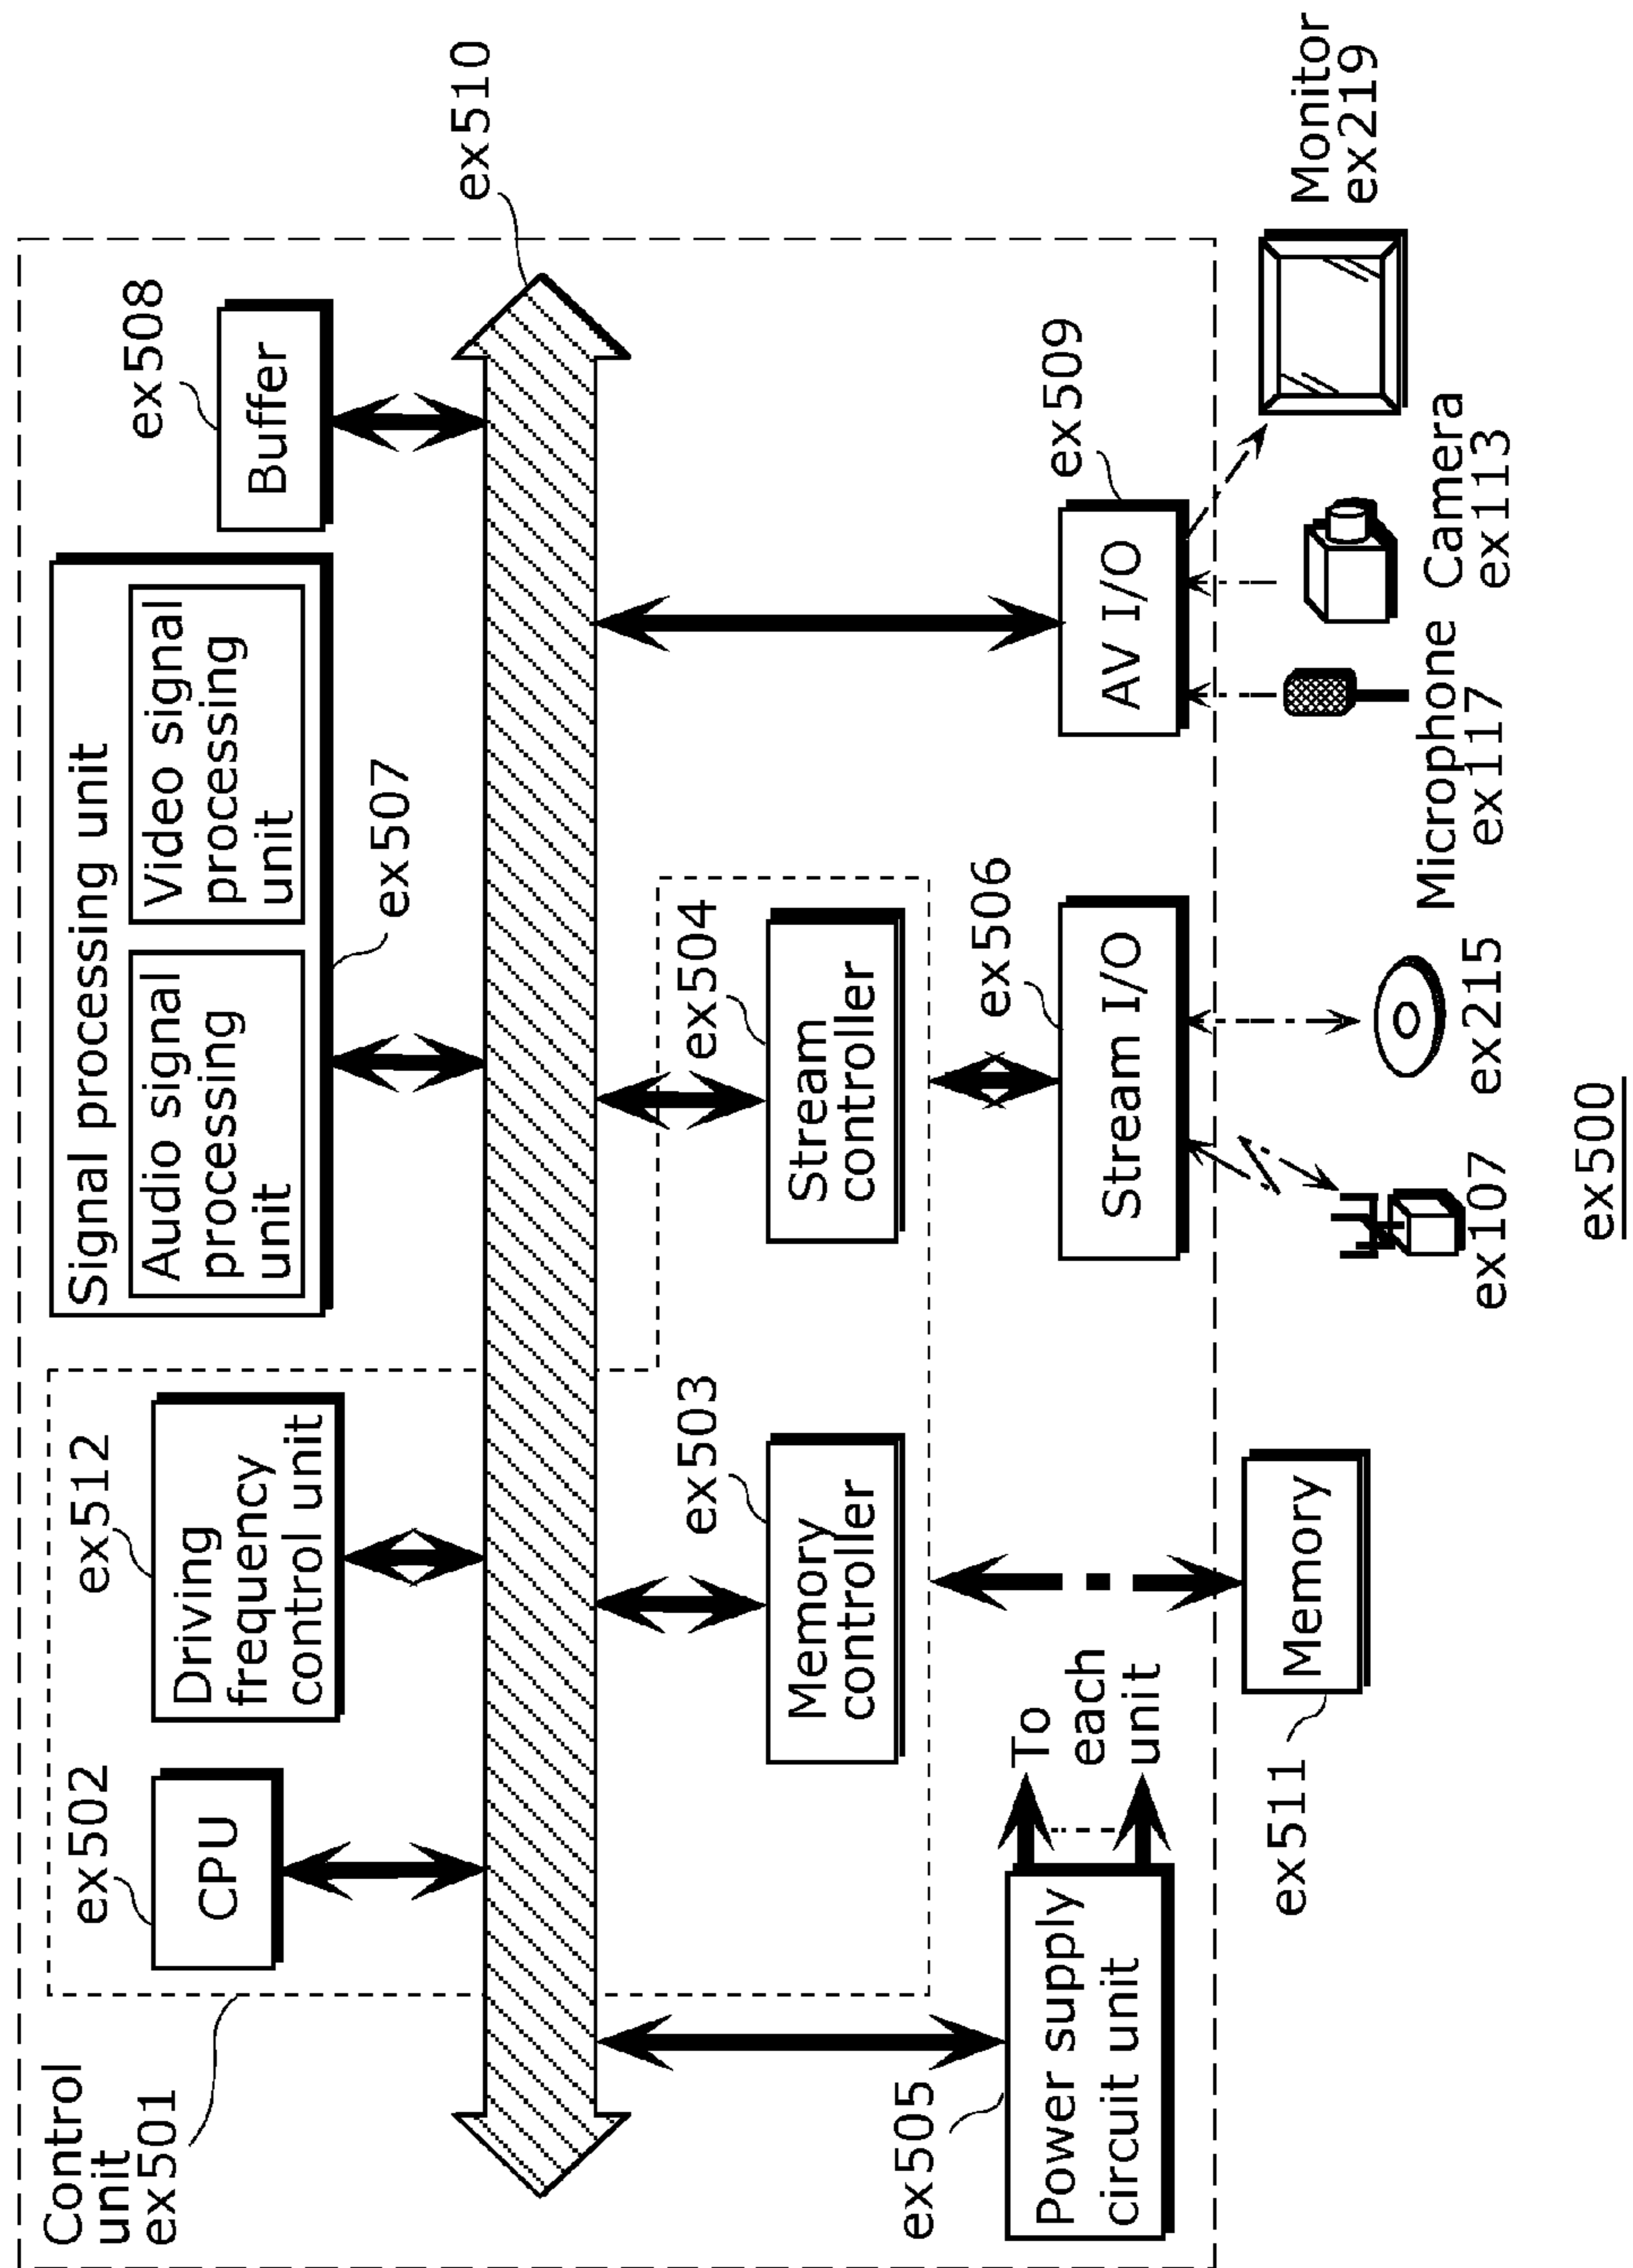 Control
unit
ex501
ex502
CPU
ex512
Driving
frequency
control unit
Signal processing unit
Audio signal
processing
unit
Video signal
processing
unit
ex507
ex508
Buffer
ex510
ex503
Memory
controller
ex504
Stream
controller
ex505
Power supply
circuit unit
To
each
unit
ex506
Stream I/O
ex509
AV I/O
ex511
Memory
ex107
ex215
Microphone
ex117
Camera
ex113
Monitor
ex219
ex500